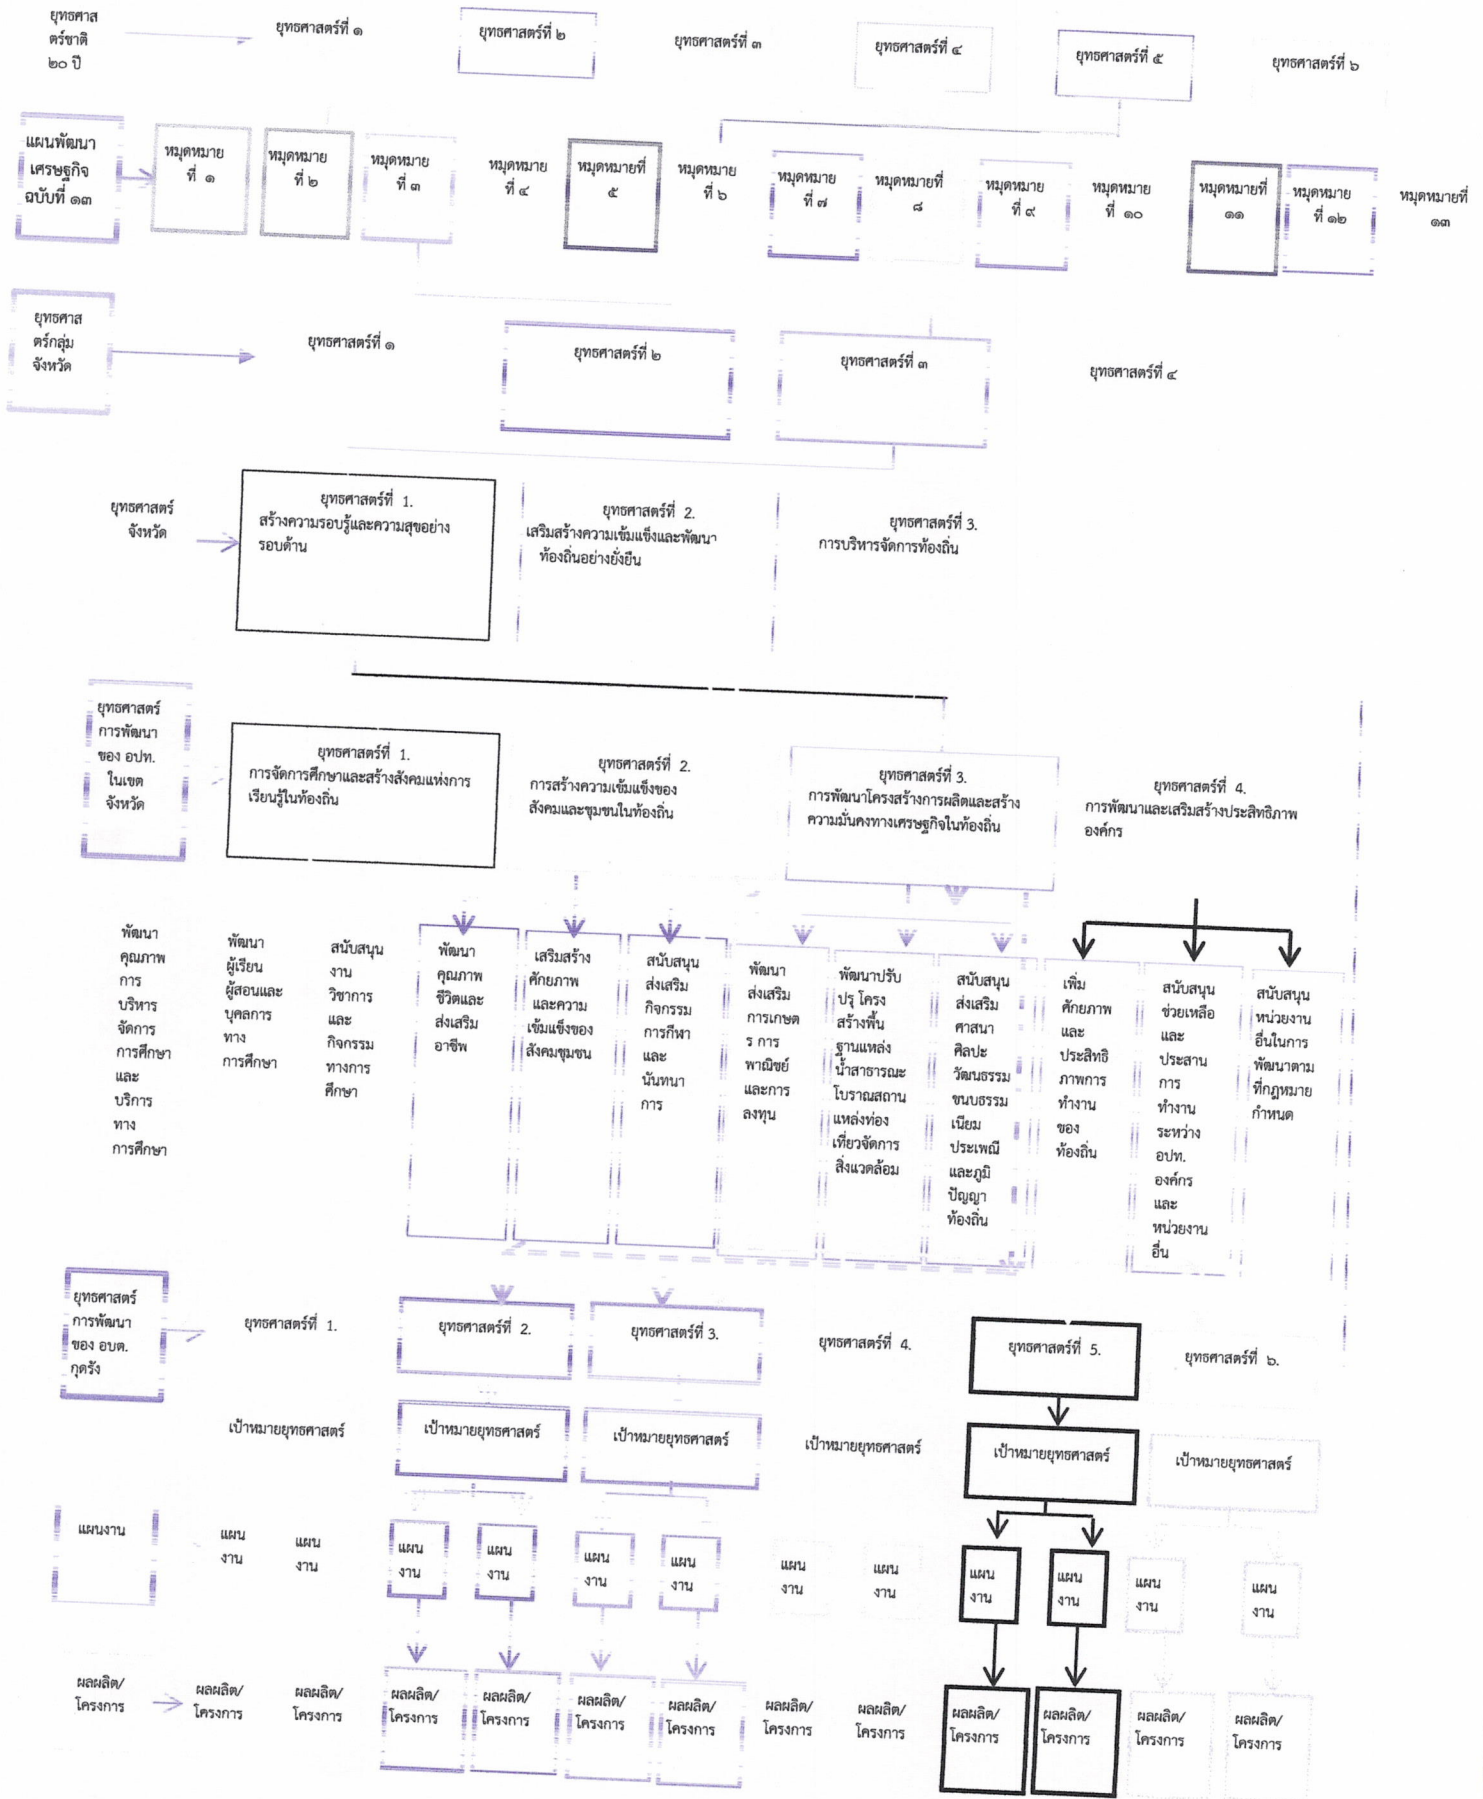 ยุทธศาส
ตร์ชาติ
๒๐ ปี
ยุทธศาสตร์ที่ ๑
ยุทธศาสตร์ที่ ๒
ยุทธศาสตร์ที่ ๓
ยุทธศาสตร์ที่ ๔
ยุทธศาสตร์ที่ ๕
ยุทธศาสตร์ที่ ๖
แผนพัฒนา
เศรษฐกิจ
ฉบับที่ ๑๓
หมุดหมาย
ที่ ๑
หมุดหมาย
ที่ ๒
หมุดหมาย
ที่ ๓
หมุดหมาย
ที่ ๔
หมุดหมายที่
๕
หมุดหมาย
ที่ ๖
หมุดหมาย
ที่ ๗
หมุดหมายที่
๘
หมุดหมาย
ที่ ๙
หมุดหมาย
ที่ ๑๐
หมุดหมายที่
๑๑
หมุดหมาย
ที่ ๑๒
หมุดหมายที่
๑๓
ยุทธศาส
ตร์กลุ่ม
จังหวัด
ยุทธศาสตร์ที่ ๑
ยุทธศาสตร์ที่ ๒
ยุทธศาสตร์ที่ ๓
ยุทธศาสตร์ที่ ๔
ยุทธศาสตร์
จังหวัด
ยุทธศาสตร์ที่ 1.
สร้างความรอบรู้และความสุขอย่าง
รอบด้าน
ยุทธศาสตร์ที่ 2.
เสริมสร้างความเข้มแข็งและพัฒนา
ท้องถิ่นอย่างยั่งยืน
ยุทธศาสตร์ที่ 3.
การบริหารจัดการท้องถิ่น
ยุทธศาสตร์
การพัฒนา
ของ อปท.
ในเขต
จังหวัด
ยุทธศาสตร์ที่ 1.
การจัดการศึกษาและสร้างสังคมแห่งการ
เรียนรู้ในท้องถิ่น
ยุทธศาสตร์ที่ 2.
การสร้างความเข้มแข็งของ
สังคมและชุมชนในท้องถิ่น
ยุทธศาสตร์ที่ 3.
การพัฒนาโครงสร้างการผลิตและสร้าง
ความมั่นคงทางเศรษฐกิจในท้องถิ่น
ยุทธศาสตร์ที่ 4.
การพัฒนาและเสริมสร้างประสิทธิภาพ
องค์กร
พัฒนา
คุณภาพ
การ
บริหาร
จัดการ
การศึกษา
และ
บริการ
ทาง
การศึกษา
พัฒนา
ผู้เรียน
ผู้สอนและ
บุคลการ
ทาง
การศึกษา
สนับสนุน
งาน
วิชาการ
และ
กิจกรรม
ทางการ
ศึกษา
พัฒนา
คุณภาพ
ชีวิตและ
ส่งเสริม
อาชีพ
เสริมสร้าง
ศักยภาพ
และความ
เข้มแข็งของ
สังคมชุมชน
สนับสนุน
ส่งเสริม
กิจกรรม
การกีฬา
และ
นันทนา
การ
พัฒนา
ส่งเสริม
การเกษต
ร การ
พาณิชย์
และการ
ลงทุน
พัฒนาปรับ
ปรุ โครง
สร้างพื้น
ฐานแหล่ง
น้ำสาธารณะ
โบราณสถาน
แหล่งท่อง
เที่ยวจัดการ
สิ่งแวดล้อม
สนับสนุน
ส่งเสริม
ศาสนา
ศิลปะ
วัฒนธรรม
ขนบธรรม
เนียม
ประเพณี
และภูมิ
ปัญญา
ท้องถิ่น
เพิ่ม
ศักยภาพ
และ
ประสิทธิ
ภาพการ
ทำงาน
ของ
ท้องถิ่น
สนับสนุน
ช่วยเหลือ
และ
ประสาน
การ
ทำงาน
ระหว่าง
อปท.
องค์กร
และ
หน่วยงาน
อื่น
สนับสนุน
หน่วยงาน
อื่นในการ
พัฒนาตาม
ที่กฎหมาย
กำหนด
ยุทธศาสตร์
การพัฒนา
ของ อบต.
กุดรัง
ยุทธศาสตร์ที่ 1.
ยุทธศาสตร์ที่ 2.
ยุทธศาสตร์ที่ 3.
ยุทธศาสตร์ที่ 4.
ยุทธศาสตร์ที่ 5.
ยุทธศาสตร์ที่ ๖.
เป้าหมายยุทธศาสตร์
เป้าหมายยุทธศาสตร์
เป้าหมายยุทธศาสตร์
เป้าหมายยุทธศาสตร์
เป้าหมายยุทธศาสตร์
เป้าหมายยุทธศาสตร์
แผนงาน
แผน
งาน
แผน
งาน
แผน
งาน
แผน
งาน
แผน
งาน
แผน
งาน
แผน
งาน
แผน
งาน
แผน
งาน
แผน
งาน
แผน
งาน
แผน
งาน
ผลผลิต/
โครงการ
ผลผลิต/
โครงการ
ผลผลิต/
โครงการ
ผลผลิต/
โครงการ
ผลผลิต/
โครงการ
ผลผลิต/
โครงการ
ผลผลิต/
โครงการ
ผลผลิต/
โครงการ
ผลผลิต/
โครงการ
ผลผลิต/
โครงการ
ผลผลิต/
โครงการ
ผลผลิต/
โครงการ
ผลผลิต/
โครงการ